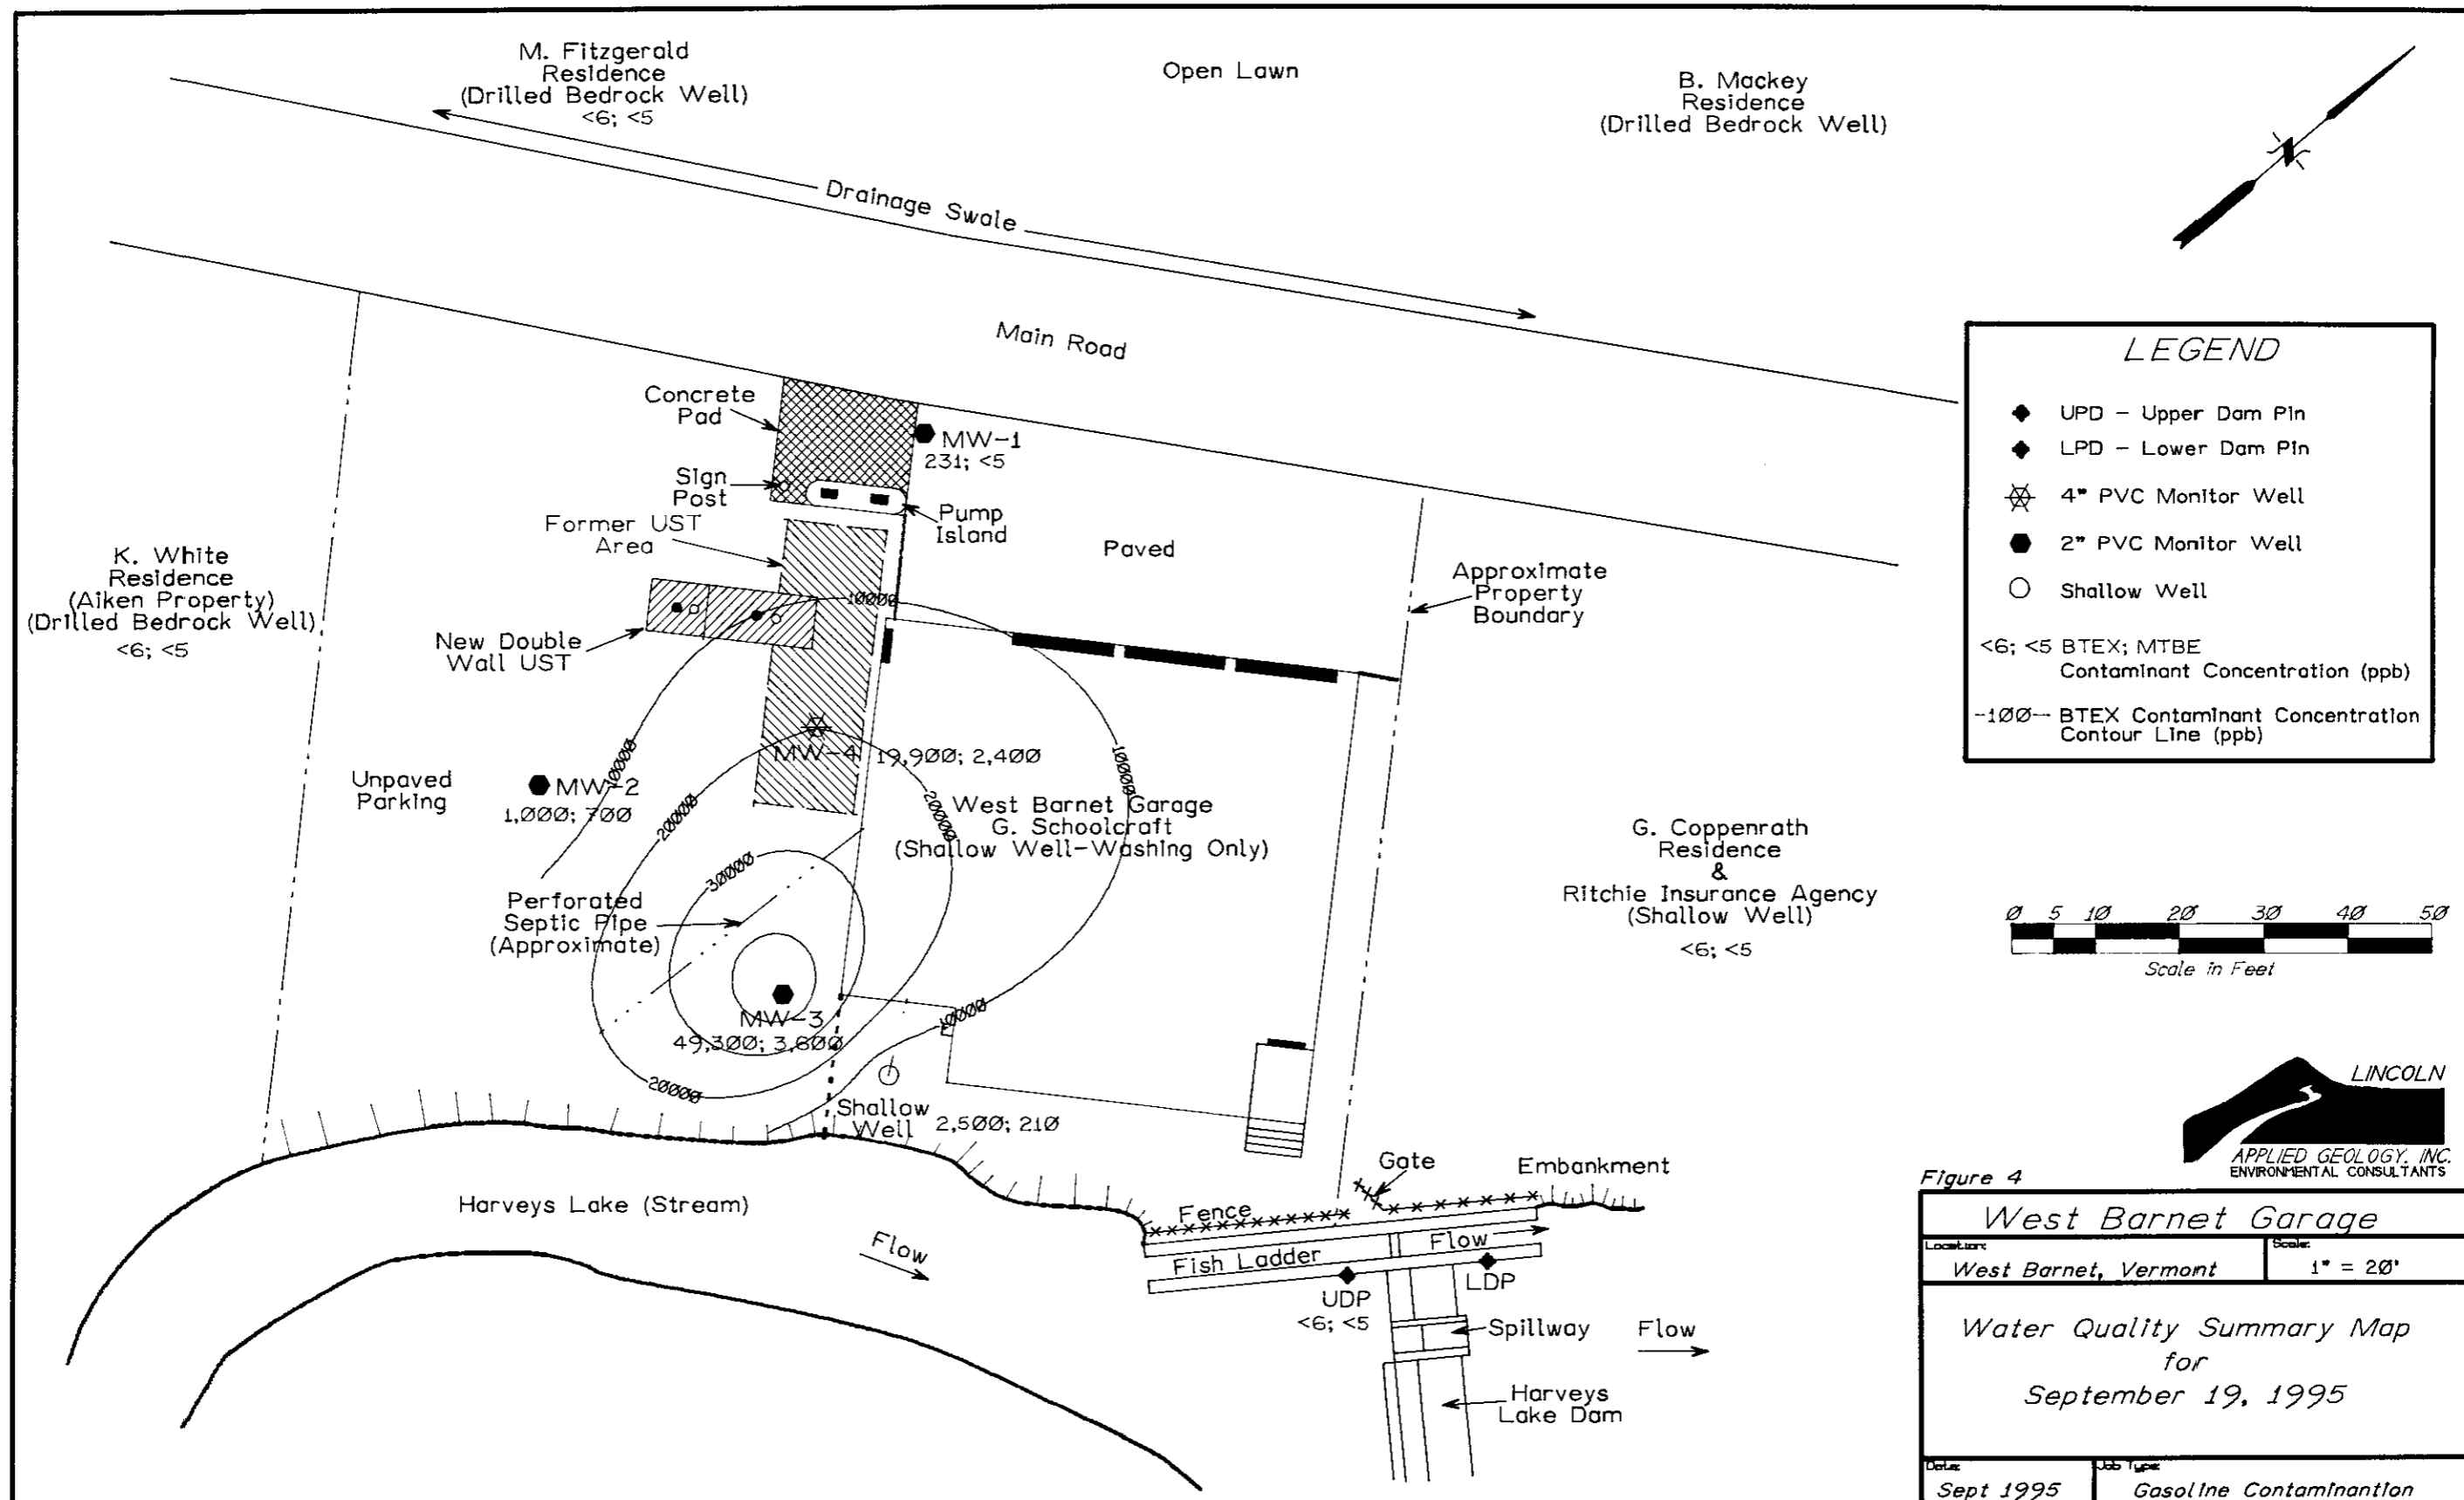 M. Fitzgerald
Residence
(Drilled Bedrock Well)
<6; <5
Open Lawn
B. Mackey
Residence
(Drilled Bedrock Well)
N
Drainage Swale
Main Road
Concrete
Pad
MW-1
231; <5
Sign
Post
Pump
Island
Former UST
Area
Paved
Approximate
Property
Boundary
K. White
Residence
(Aiken Property)
(Drilled Bedrock Well)
<6; <5
New Double
Wall UST
10000
10000
10000
10000
20000
20000
20000
30000
MW-4 19,900; 2,400
Unpaved
Parking
MW-2
1,000; 700
West Barnet Garage
G. Schoolcraft
(Shallow Well-Washing Only)
Perforated
Septic Pipe
(Approximate)
MW-3
49,300; 3,600
G. Coppenrath
Residence
&
Ritchie Insurance Agency
(Shallow Well)
<6; <5
Shallow
Well 2,500; 210
Harveys Lake (Stream)
Flow
Gate
Embankment
Fence
Fish Ladder
Flow
UDP
<6; <5
LDP
Spillway
Flow
Harveys
Lake Dam
LEGEND
UPD - Upper Dam Pin
LPD - Lower Dam Pin
4" PVC Monitor Well
2" PVC Monitor Well
Shallow Well
<6; <5 BTEX; MTBE
Contaminant Concentration (ppb)
-100- BTEX Contaminant Concentration
Contour Line (ppb)
0 5 10 20 30 40 50
Scale in Feet
LINCOLN
APPLIED GEOLOGY, INC.
ENVIRONMENTAL CONSULTANTS
Figure 4
West Barnet Garage
Location:
West Barnet, Vermont
Scale:
1" = 20'
Water Quality Summary Map
for
September 19, 1995
Date:
Sept 1995
Job Type:
Gasoline Contaminantion